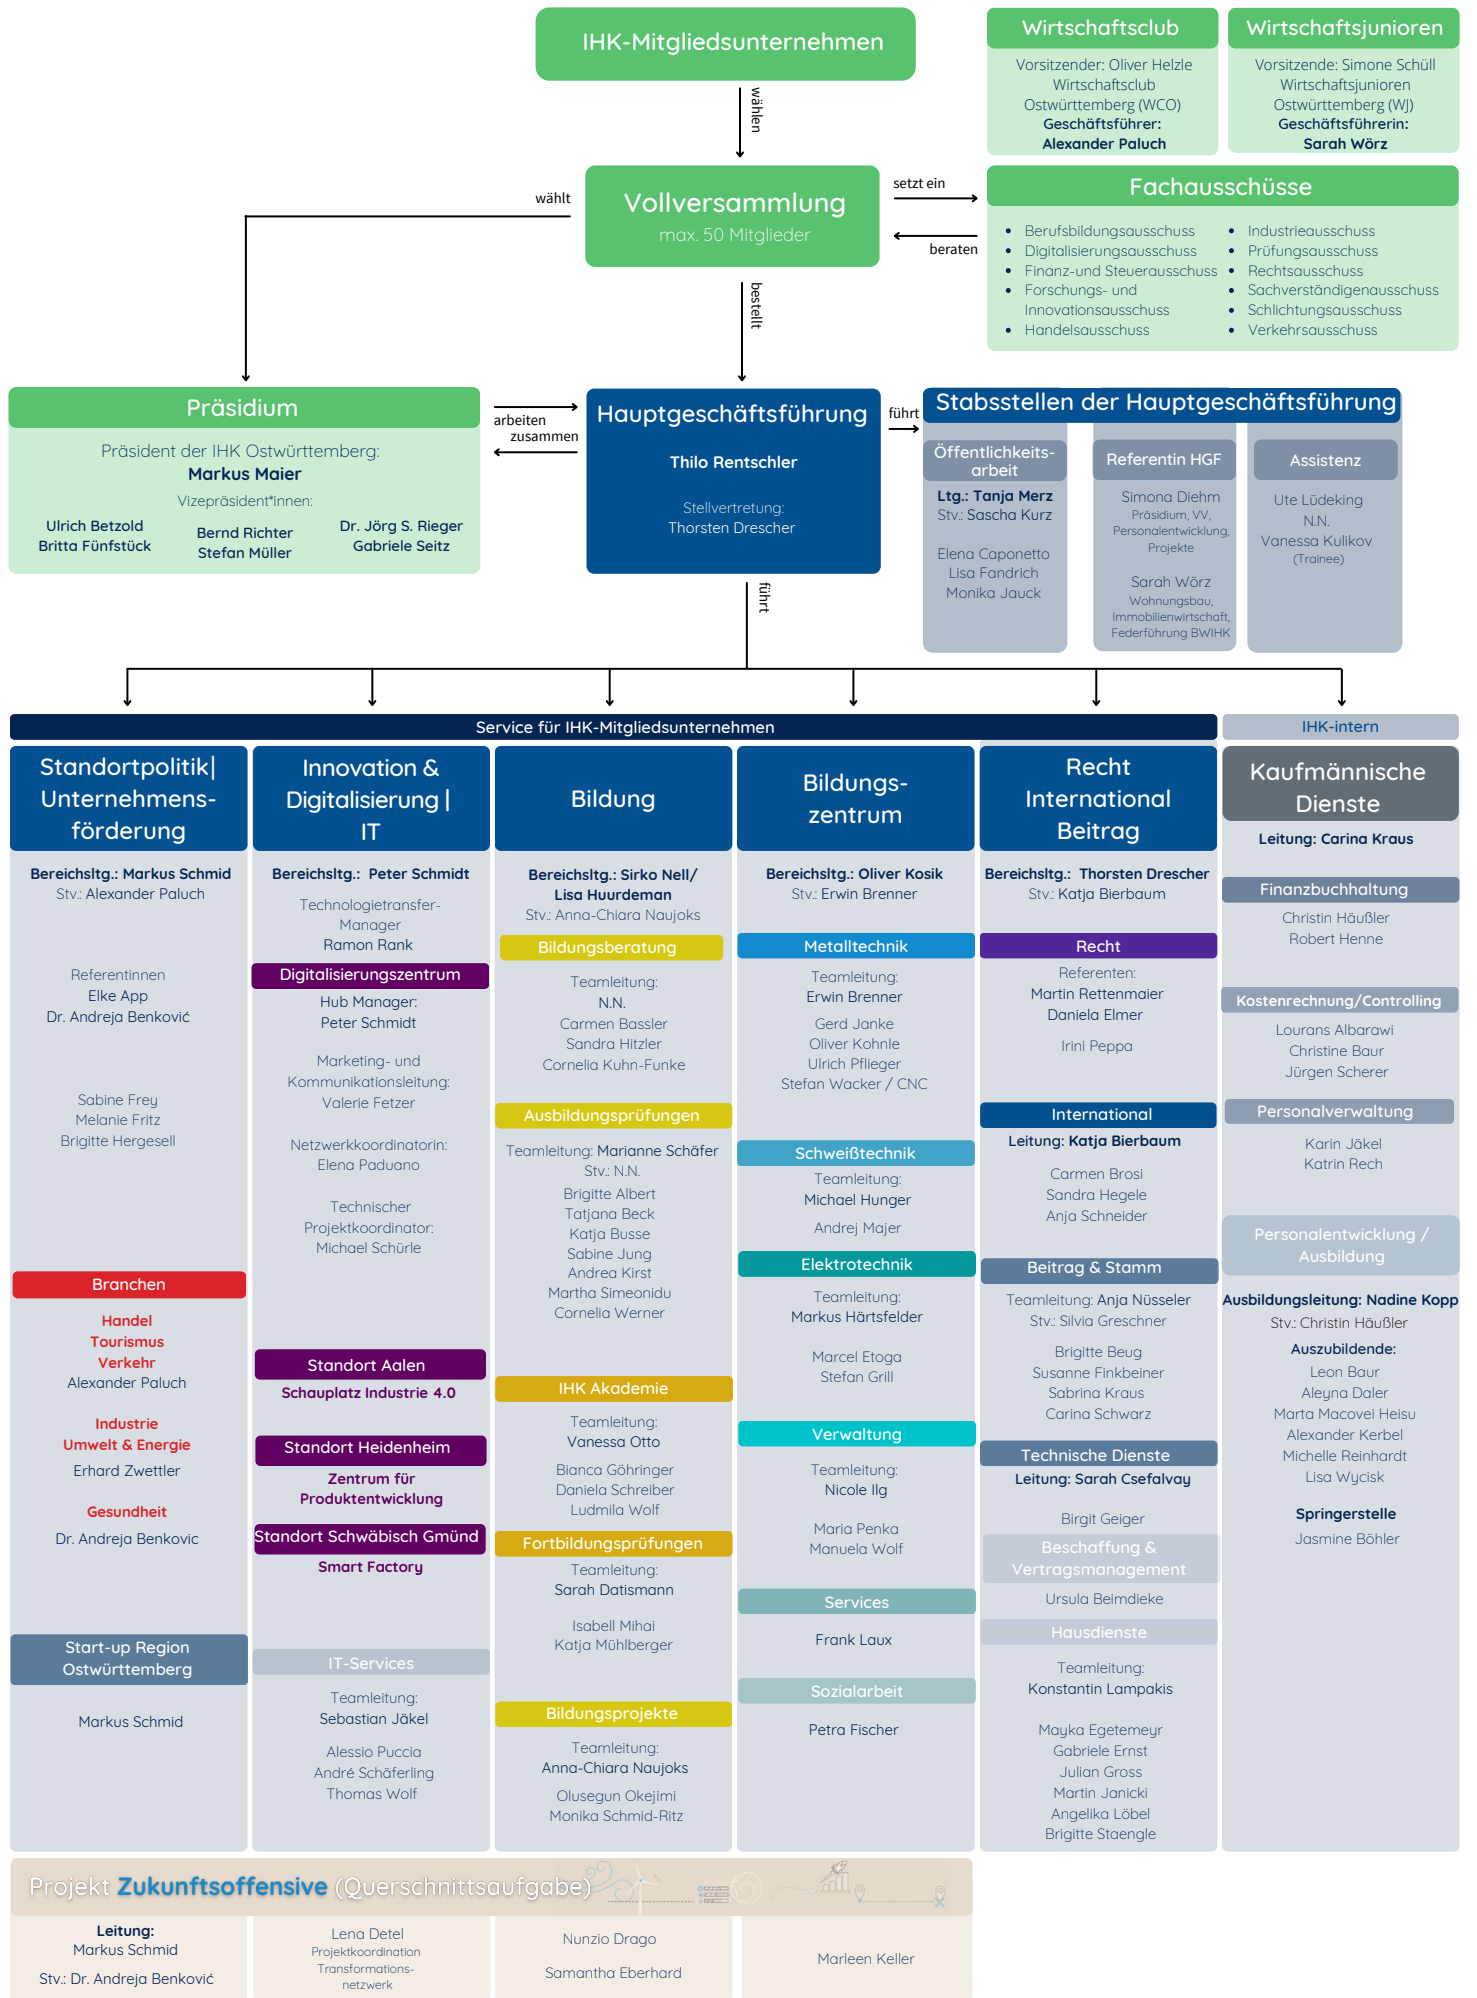 IHK-Mitgliedsunternehmen
wählen
Wirtschaftsclub
Vorsitzender: Oliver Helzle
Wirtschaftsclub
Ostwürttemberg (WCO)
Geschäftsführer:
Alexander Paluch
Wirtschaftsjunioren
Vorsitzende: Simone Schüll
Wirtschaftsjunioren
Ostwürttemberg (WJ)
Geschäftsführerin:
Sarah Wörz
Vollversammlung
max. 50 Mitglieder
wählt
setzt ein
beraten
bestellt
Fachausschüsse
• Berufsbildungsausschuss
• Digitalisierungsausschuss
• Finanz-und Steuerausschuss
• Forschungs- und
Innovationsausschuss
• Handelsausschuss
• Industrieausschuss
• Prüfungsausschuss
• Rechtsausschuss
• Sachverständigenausschuss
• Schlichtungsausschuss
• Verkehrsausschuss
Präsidium
Präsident der IHK Ostwürttemberg:
Markus Maier
Vizepräsident*innen:
Ulrich Betzold
Britta Fünfstück
Bernd Richter
Stefan Müller
Dr. Jörg S. Rieger
Gabriele Seitz
arbeiten
zusammen
Hauptgeschäftsführung
Thilo Rentschler
Stellvertretung:
Thorsten Drescher
führt
führt
Stabsstellen der Hauptgeschäftsführung
Öffentlichkeits-
arbeit
Ltg.: Tanja Merz
Stv.: Sascha Kurz
Elena Caponetto
Lisa Fandrich
Monika Jauck
Referentin HGF
Simona Diehm
Präsidium, VV,
Personalentwicklung,
Projekte
Sarah Wörz
Wohnungsbau,
Immobilienwirtschaft,
Federführung BWIHK
Assistenz
Ute Lüdeking
N.N.
Vanessa Kulikov
(Trainee)
Service für IHK-Mitgliedsunternehmen
IHK-intern
Standortpolitik|
Unternehmens-
förderung
Bereichsltg.: Markus Schmid
Stv.: Alexander Paluch
Referentinnen
Elke App
Dr. Andreja Benković
Sabine Frey
Melanie Fritz
Brigitte Hergesell
Branchen
Handel
Tourismus
Verkehr
Alexander Paluch
Industrie
Umwelt & Energie
Erhard Zwettler
Gesundheit
Dr. Andreja Benkovic
Start-up Region
Ostwürttemberg
Markus Schmid
Innovation &
Digitalisierung |
IT
Bereichsltg.: Peter Schmidt
Technologietransfer-
Manager
Ramon Rank
Digitalisierungszentrum
Hub Manager:
Peter Schmidt
Marketing- und
Kommunikationsleitung:
Valerie Fetzer
Netzwerkkoordinatorin:
Elena Paduano
Technischer
Projektkoordinator:
Michael Schürle
Standort Aalen
Schauplatz Industrie 4.0
Standort Heidenheim
Zentrum für
Produktentwicklung
Standort Schwäbisch Gmünd
Smart Factory
IT-Services
Teamleitung:
Sebastian Jäkel
Alessio Puccia
André Schäferling
Thomas Wolf
Bildung
Bereichsltg.: Sirko Nell/
Lisa Huurdeman
Stv.: Anna-Chiara Naujoks
Bildungsberatung
Teamleitung:
N.N.
Carmen Bassler
Sandra Hitzler
Cornelia Kuhn-Funke
Ausbildungsprüfungen
Teamleitung: Marianne Schäfer
Stv.: N.N.
Brigitte Albert
Tatjana Beck
Katja Busse
Sabine Jung
Andrea Kirst
Martha Simeonidu
Cornelia Werner
IHK Akademie
Teamleitung:
Vanessa Otto
Bianca Göhringer
Daniela Schreiber
Ludmila Wolf
Fortbildungsprüfungen
Teamleitung:
Sarah Datismann
Isabell Mihai
Katja Mühlberger
Bildungsprojekte
Teamleitung:
Anna-Chiara Naujoks
Olusegun Okejimi
Monika Schmid-Ritz
Bildungs-
zentrum
Bereichsltg.: Oliver Kosik
Stv.: Erwin Brenner
Metalltechnik
Teamleitung:
Erwin Brenner
Gerd Janke
Oliver Kohnle
Ulrich Pflieger
Stefan Wacker / CNC
Schweißtechnik
Teamleitung:
Michael Hunger
Andrej Majer
Elektrotechnik
Teamleitung:
Markus Härtsfelder
Marcel Etoga
Stefan Grill
Verwaltung
Teamleitung:
Nicole Ilg
Maria Penka
Manuela Wolf
Services
Frank Laux
Sozialarbeit
Petra Fischer
Recht
International
Beitrag
Bereichsltg.: Thorsten Drescher
Stv.: Katja Bierbaum
Recht
Referenten:
Martin Rettenmaier
Daniela Elmer
Irini Peppa
International
Leitung: Katja Bierbaum
Carmen Brosi
Sandra Hegele
Anja Schneider
Beitrag & Stamm
Teamleitung: Anja Nüsseler
Stv.: Silvia Greschner
Brigitte Beug
Susanne Finkbeiner
Sabrina Kraus
Carina Schwarz
Technische Dienste
Leitung: Sarah Csefalvay
Birgit Geiger
Beschaffung &
Vertragsmanagement
Ursula Beimdieke
Hausdienste
Teamleitung:
Konstantin Lampakis
Mayka Egetemeyr
Gabriele Ernst
Julian Gross
Martin Janicki
Angelika Löbel
Brigitte Staengle
Kaufmännische
Dienste
Leitung: Carina Kraus
Finanzbuchhaltung
Christin Häußler
Robert Henne
Kostenrechnung/Controlling
Lourans Albarawi
Christine Baur
Jürgen Scherer
Personalverwaltung
Karin Jäkel
Katrin Rech
Personalentwicklung /
Ausbildung
Ausbildungsleitung: Nadine Kopp
Stv.: Christin Häußler
Auszubildende:
Leon Baur
Aleyna Daler
Marta Macovei Heisu
Alexander Kerbel
Michelle Reinhardt
Lisa Wycisk
Springerstelle
Jasmine Böhler
Projekt Zukunftsoffensive (Querschnittsaufgabe)
Leitung:
Markus Schmid
Stv.: Dr. Andreja Benković
Lena Detel
Projektkoordination
Transformations-
netzwerk
Nunzio Drago
Samantha Eberhard
Marleen Keller